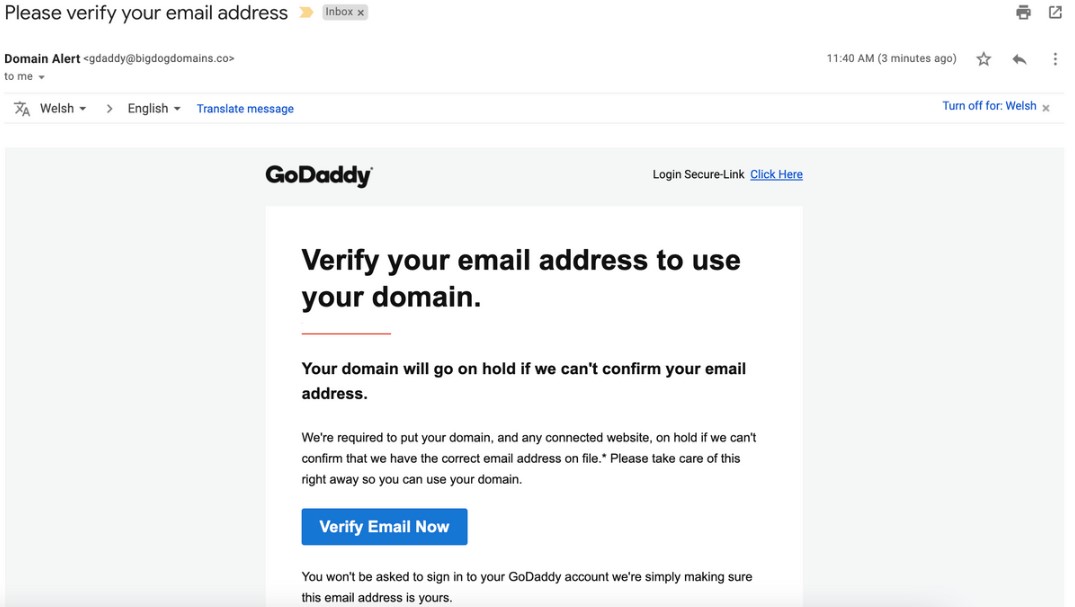 Please verify your email address
Inbox ×
Domain Alert <gdaddy@bigdogdomains.co>
11:40 AM (3 minutes ago)
to me
Welsh > English Translate message
Turn off for: Welsh ×
GoDaddy
Login Secure-Link Click Here
Verify your email address to use
your domain.
Your domain will go on hold if we can't confirm your email
address.
We're required to put your domain, and any connected website, on hold if we can't
confirm that we have the correct email address on file.* Please take care of this
right away so you can use your domain.
Verify Email Now
You won't be asked to sign in to your GoDaddy account we're simply making sure
this email address is yours.